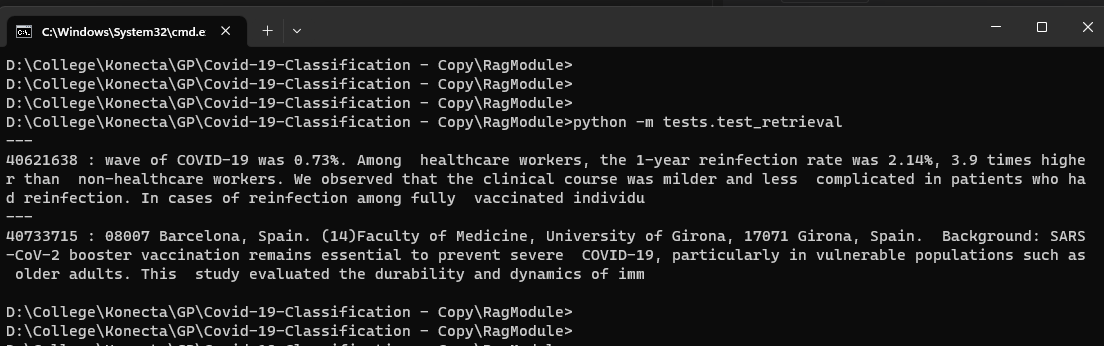 C:\Windows\System32\cmd.e
D:\College\Konecta\GP\Covid-19-Classification - Copy\RagModule>
D:\College\Konecta\GP\Covid-19-Classification - Copy\RagModule>
D:\College\Konecta\GP\Covid-19-Classification - Copy\RagModule>
D:\College\Konecta\GP\Covid-19-Classification - Copy\RagModule>python -m tests.test_retrieval
---
40621638 : wave of COVID-19 was 0.73%. Among  healthcare workers, the 1-year reinfection rate was 2.14%, 3.9 times highe
r than  non-healthcare workers. We observed that the clinical course was milder and less  complicated in patients who ha
d reinfection. In cases of reinfection among fully  vaccinated individu
---
40733715 : 08007 Barcelona, Spain. (14)Faculty of Medicine, University of Girona, 17071 Girona, Spain.  Background: SARS
-CoV-2 booster vaccination remains essential to prevent severe  COVID-19, particularly in vulnerable populations such as
 older adults. This  study evaluated the durability and dynamics of imm
D:\College\Konecta\GP\Covid-19-Classification - Copy\RagModule>
D:\College\Konecta\GP\Covid-19-Classification - Copy\RagModule>